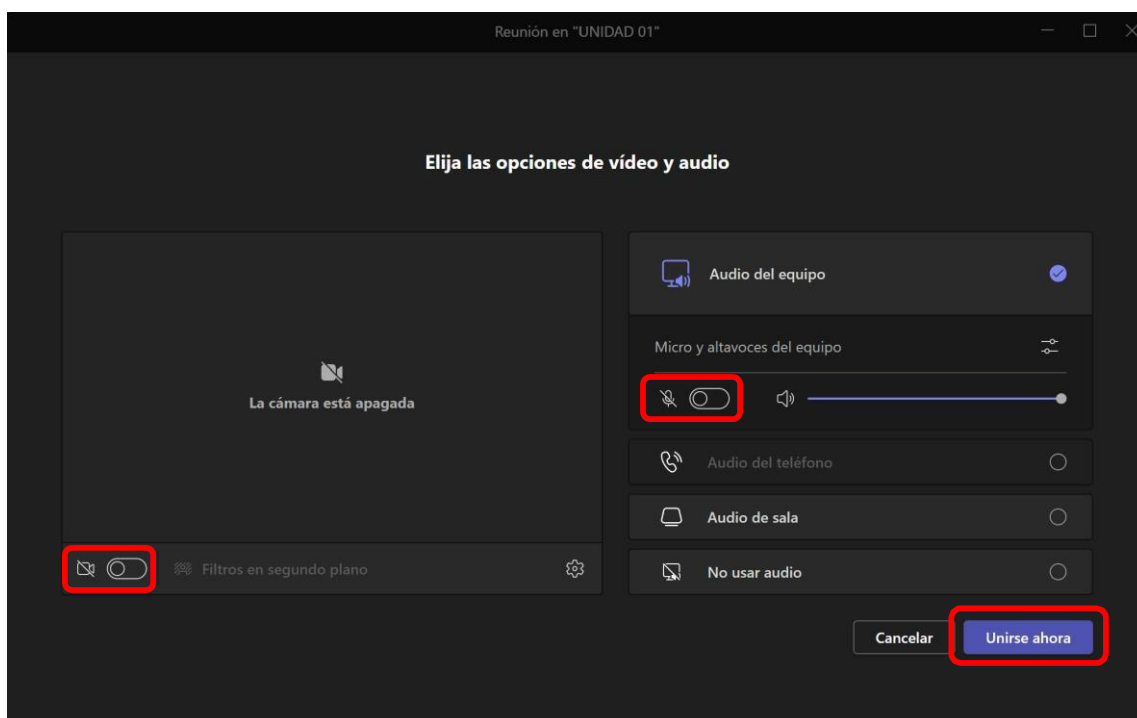 Reunión en "UNIDAD 01"
Elija las opciones de vídeo y audio
La cámara está apagada
Filtros en segundo plano
Audio del equipo
Micro y altavoces del equipo
Audio del teléfono
Audio de sala
No usar audio
Cancelar
Unirse ahora